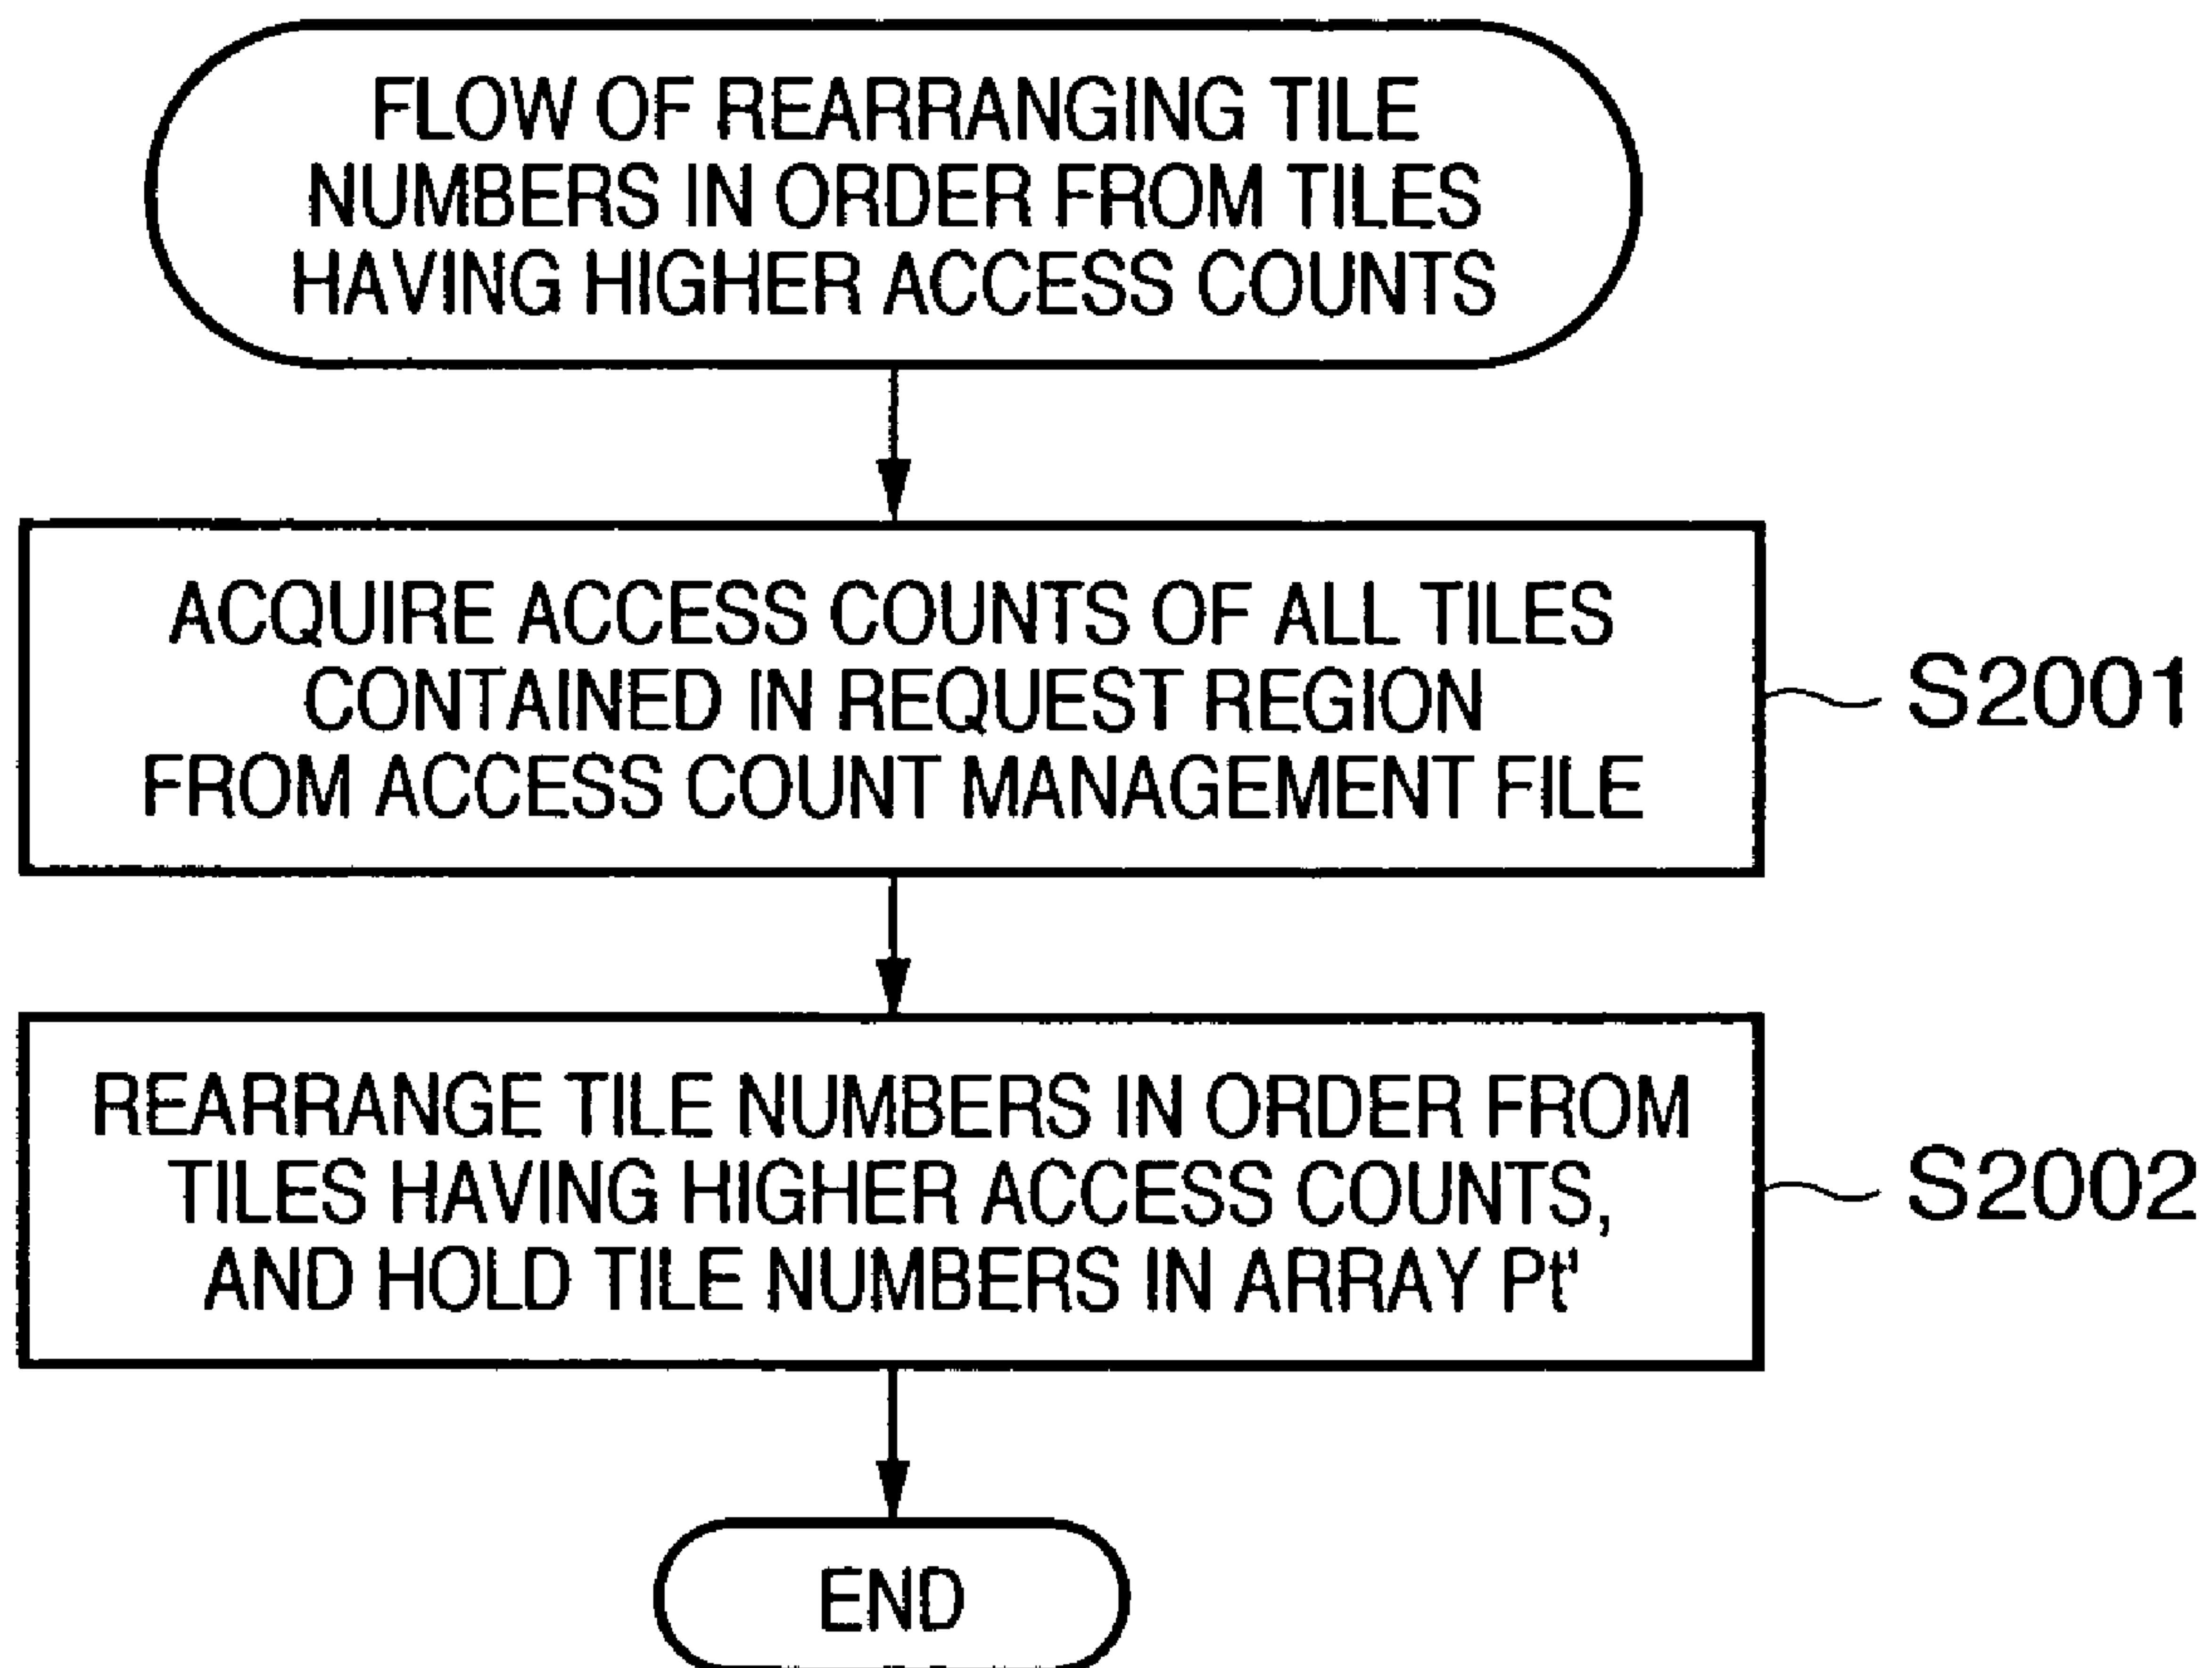 FLOW OF REARRANGING TILE
NUMBERS IN ORDER FROM TILES
HAVING HIGHER ACCESS COUNTS
ACQUIRE ACCESS COUNTS OF ALL TILES
CONTAINED IN REQUEST REGION
FROM ACCESS COUNT MANAGEMENT FILE
S2001
REARRANGE TILE NUMBERS IN ORDER FROM
TILES HAVING HIGHER ACCESS COUNTS,
AND HOLD TILE NUMBERS IN ARRAY Pt'
S2002
END